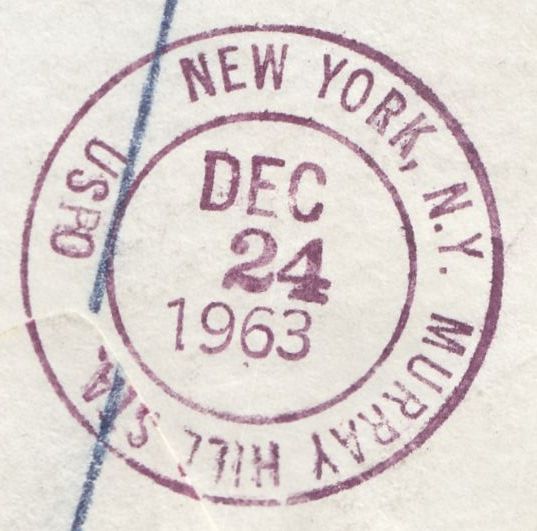 NEW YORK, N.Y.
MURRAY HILL STA.
USPO
DEC
24
1963